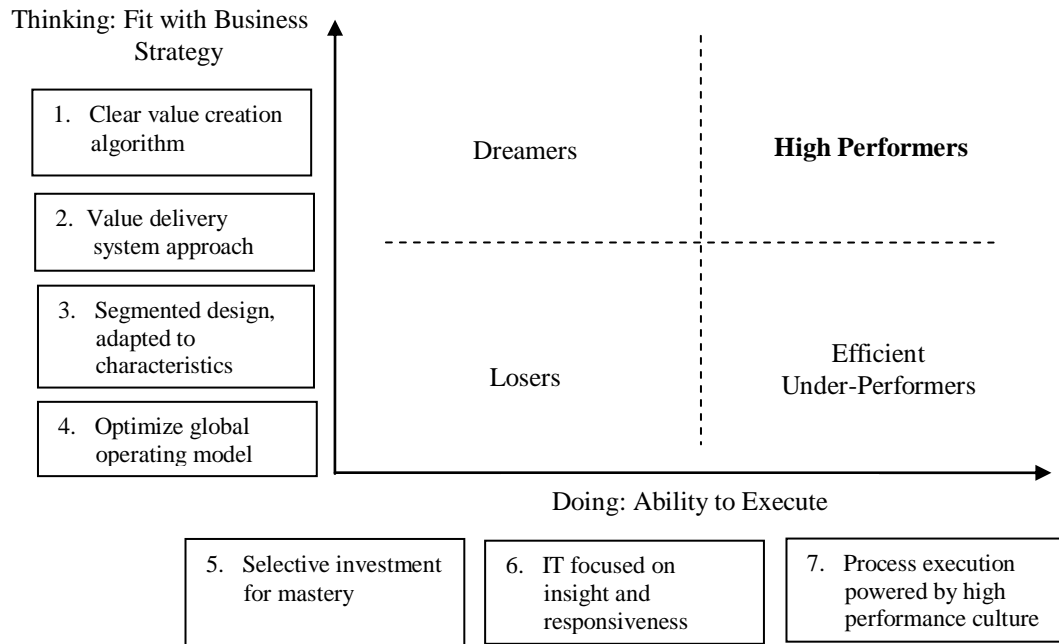 Thinking: Fit with Business
Strategy
1. Clear value creation
algorithm
2. Value delivery
system approach
3. Segmented design,
adapted to
characteristics
4. Optimize global
operating model
Dreamers
High Performers
Losers
Efficient
Under-Performers
Doing: Ability to Execute
5. Selective investment
for mastery
6. IT focused on
insight and
responsiveness
7. Process execution
powered by high
performance culture